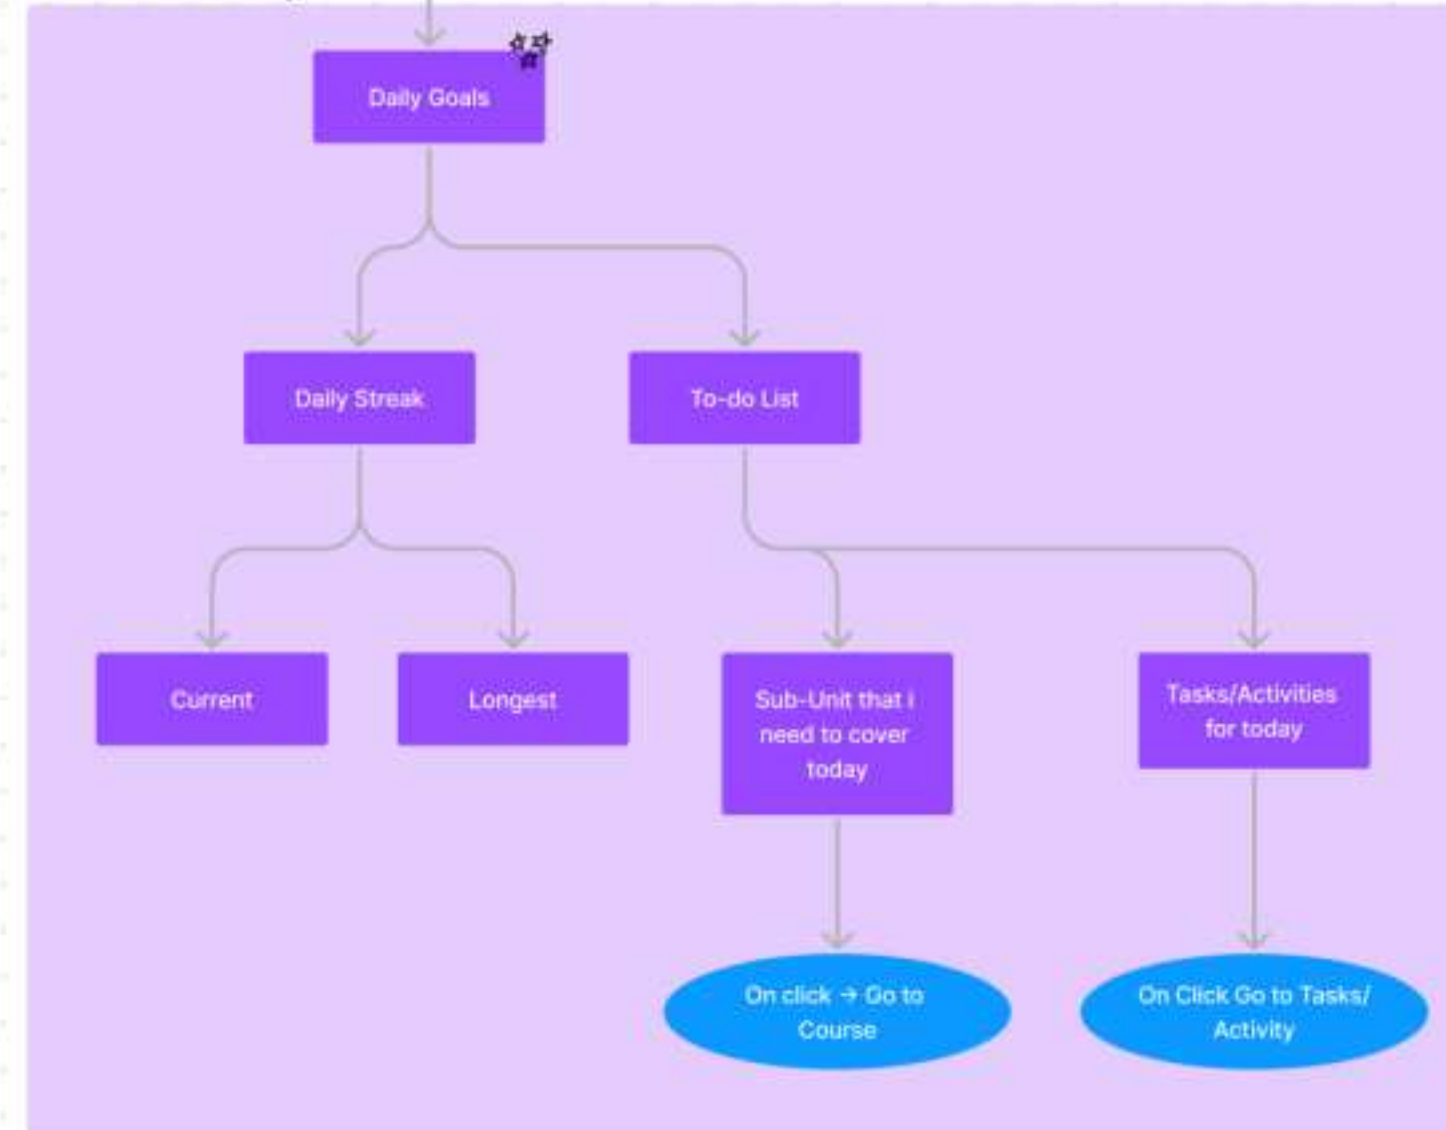 Daily Goals
Daily Streak
To-do List
Current
Longest
Sub-Unit that i
need to cover
today
Tasks/Activities
for today
On click → Go to
Course
On Click Go to Tasks/
Activity